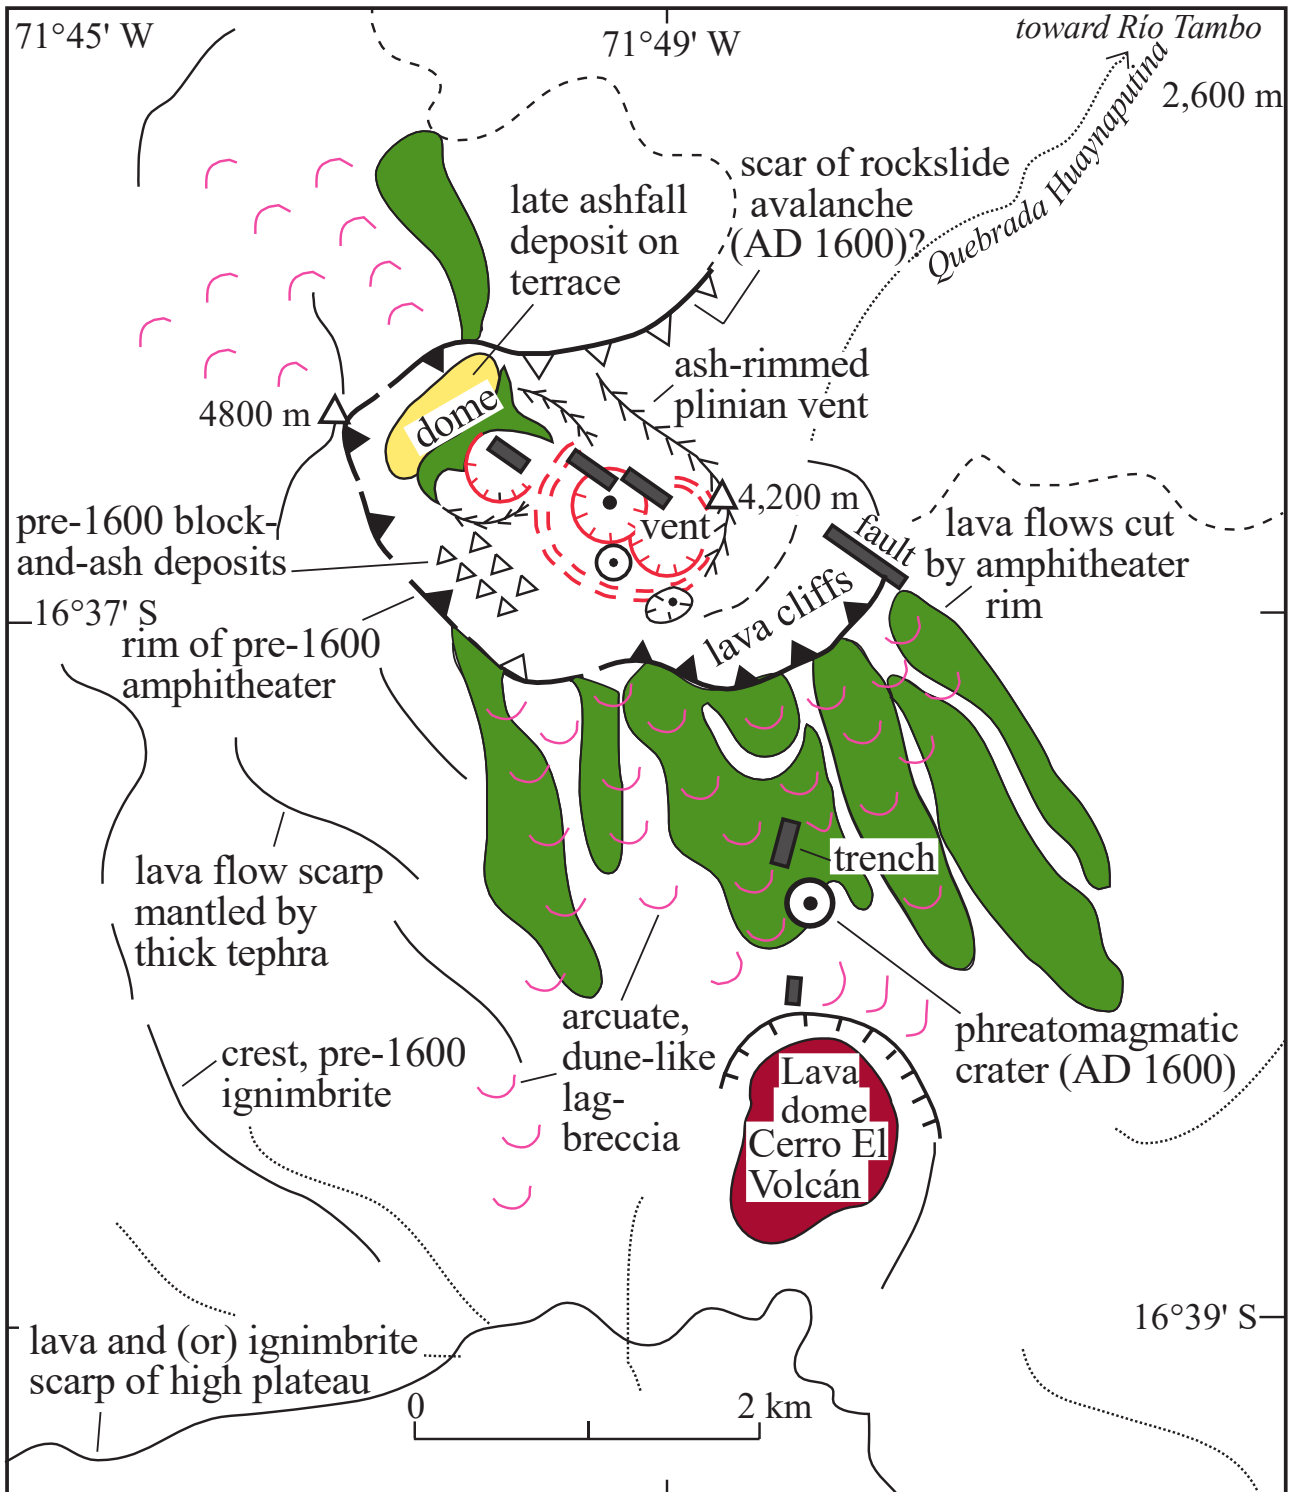 71°45' W
71°49' W
toward Río Tambo
Quebrada Huaynaputina
2,600 m
scar of rockslide
avalanche
(AD 1600)?
late ashfall
deposit on
terrace
ash-rimmed
plinian vent
4800 m
dome
4,200 m
vent
fault
lava flows cut
by amphitheater
rim
pre-1600 block-
and-ash deposits
16°37' S
rim of pre-1600
amphitheater
lava cliffs
trench
lava flow scarp
mantled by
thick tephra
arcuate,
dune-like
lag-
breccia
phreatomagmatic
crater (AD 1600)
crest, pre-1600
ignimbrite
Lava
dome
Cerro El
Volcán
16°39' S
lava and (or) ignimbrite
scarp of high plateau
0
2 km